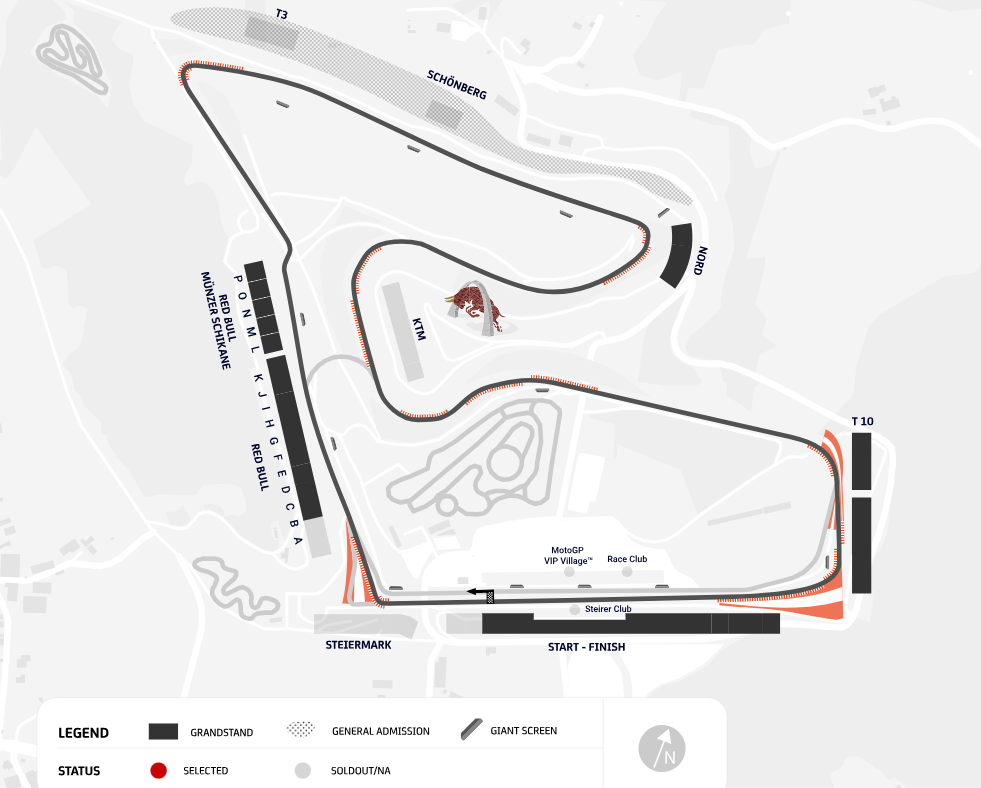 T3
SCHÖNBERG
NORD
RED BULL
MÜNZER SCHIKANE
P
O
N
M
L
KTM
K
J
I
H
G
F
E
D
C
B
A
RED BULL
T 10
MotoGP
VIP Village™
Race Club
Steirer Club
STEIERMARK
START - FINISH
LEGEND
GRANDSTAND
GENERAL ADMISSION
GIANT SCREEN
N
STATUS
SELECTED
SOLDOUT/NA